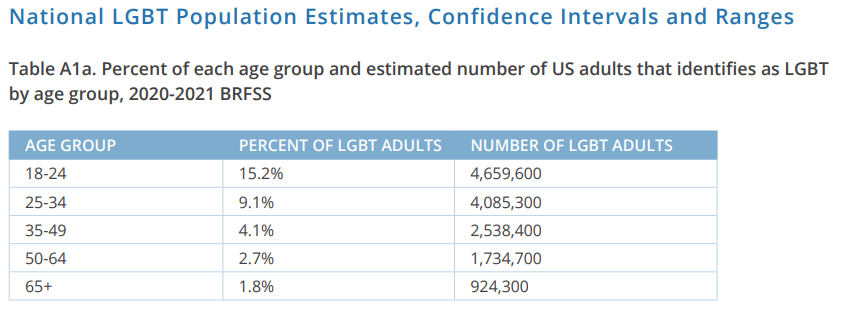 National LGBT Population Estimates, Confidence Intervals and Ranges
Table A1a. Percent of each age group and estimated number of US adults that identifies as LGBT
by age group, 2020-2021 BRFSS
AGE GROUP PERCENT OF LGBT ADULTS NUMBER OF LGBT ADULTS
18-24 15.2% 4,659,600
25-34 9.1% 4,085,300
35-49 4.1% 2,538,400
50-64 2.7% 1,734,700
65+ 1.8% 924,300